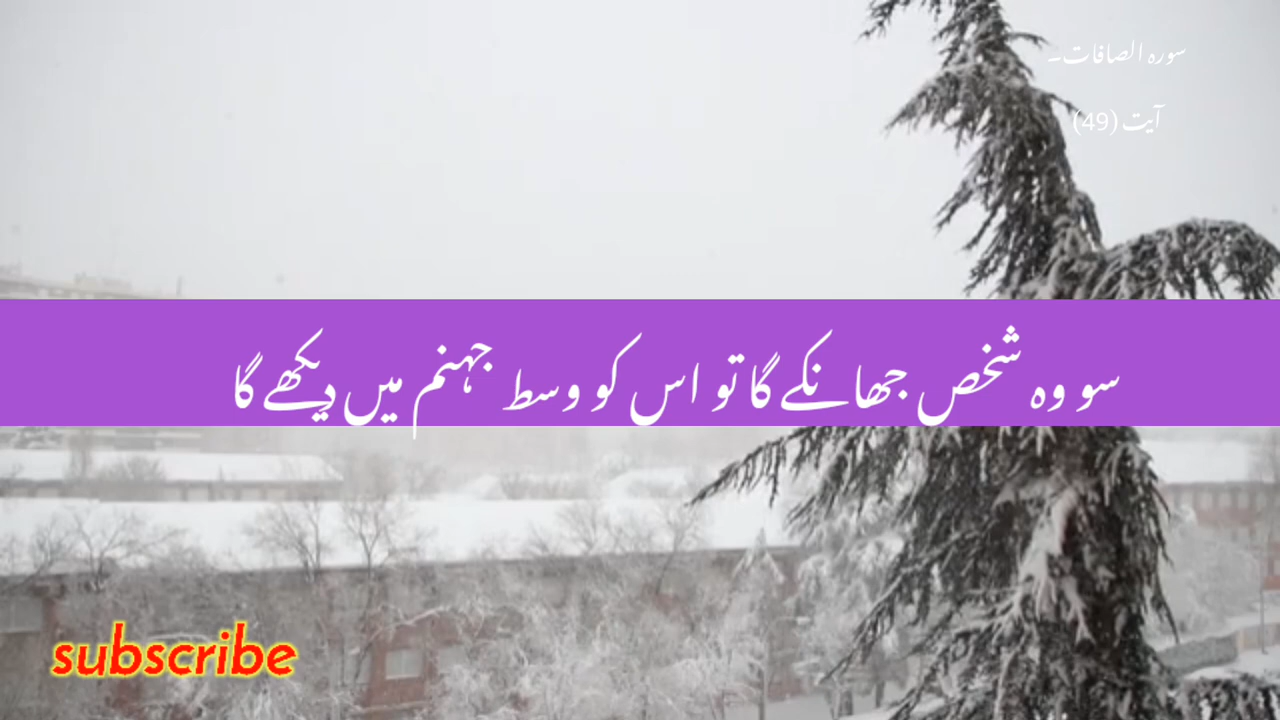 سورہ الصافات۔
آیت (49)
سو وہ شخص جھانکے گا تو اس کو وسط جہنم میں دیکھے گا
subscribe